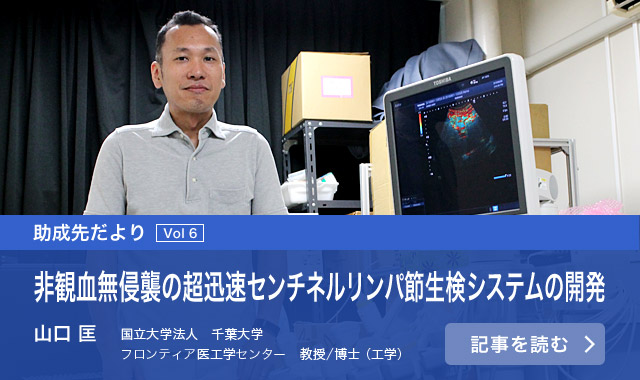 TOSHIBA
助成先だより Vol 6
非観血無侵襲の超迅速センチネルリンパ節生検システムの開発
山口 匡
国立大学法人 千葉大学
フロンティア医工学センター 教授/博士（工学）
記事を読む